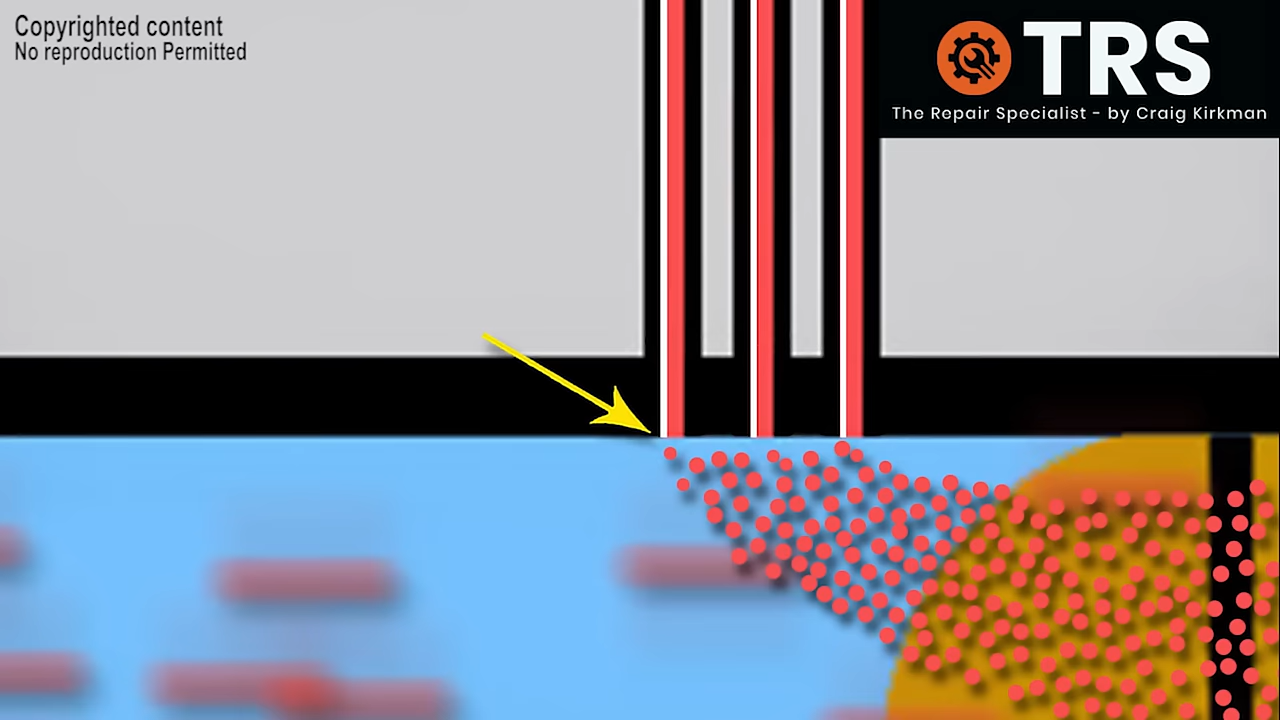 Copyrighted content
No reproduction Permitted
TRS
The Repair Specialist - by Craig Kirkman